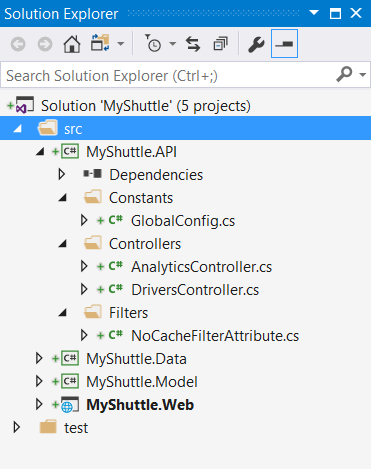 Solution Explorer
Search Solution Explorer (Ctrl+;)
Solution 'MyShuttle' (5 projects)
src
C# MyShuttle.API
Dependencies
Constants
C# GlobalConfig.cs
Controllers
C# AnalyticsController.cs
C# DriversController.cs
Filters
C# NoCacheFilterAttribute.cs
C# MyShuttle.Data
C# MyShuttle.Model
MyShuttle.Web
test